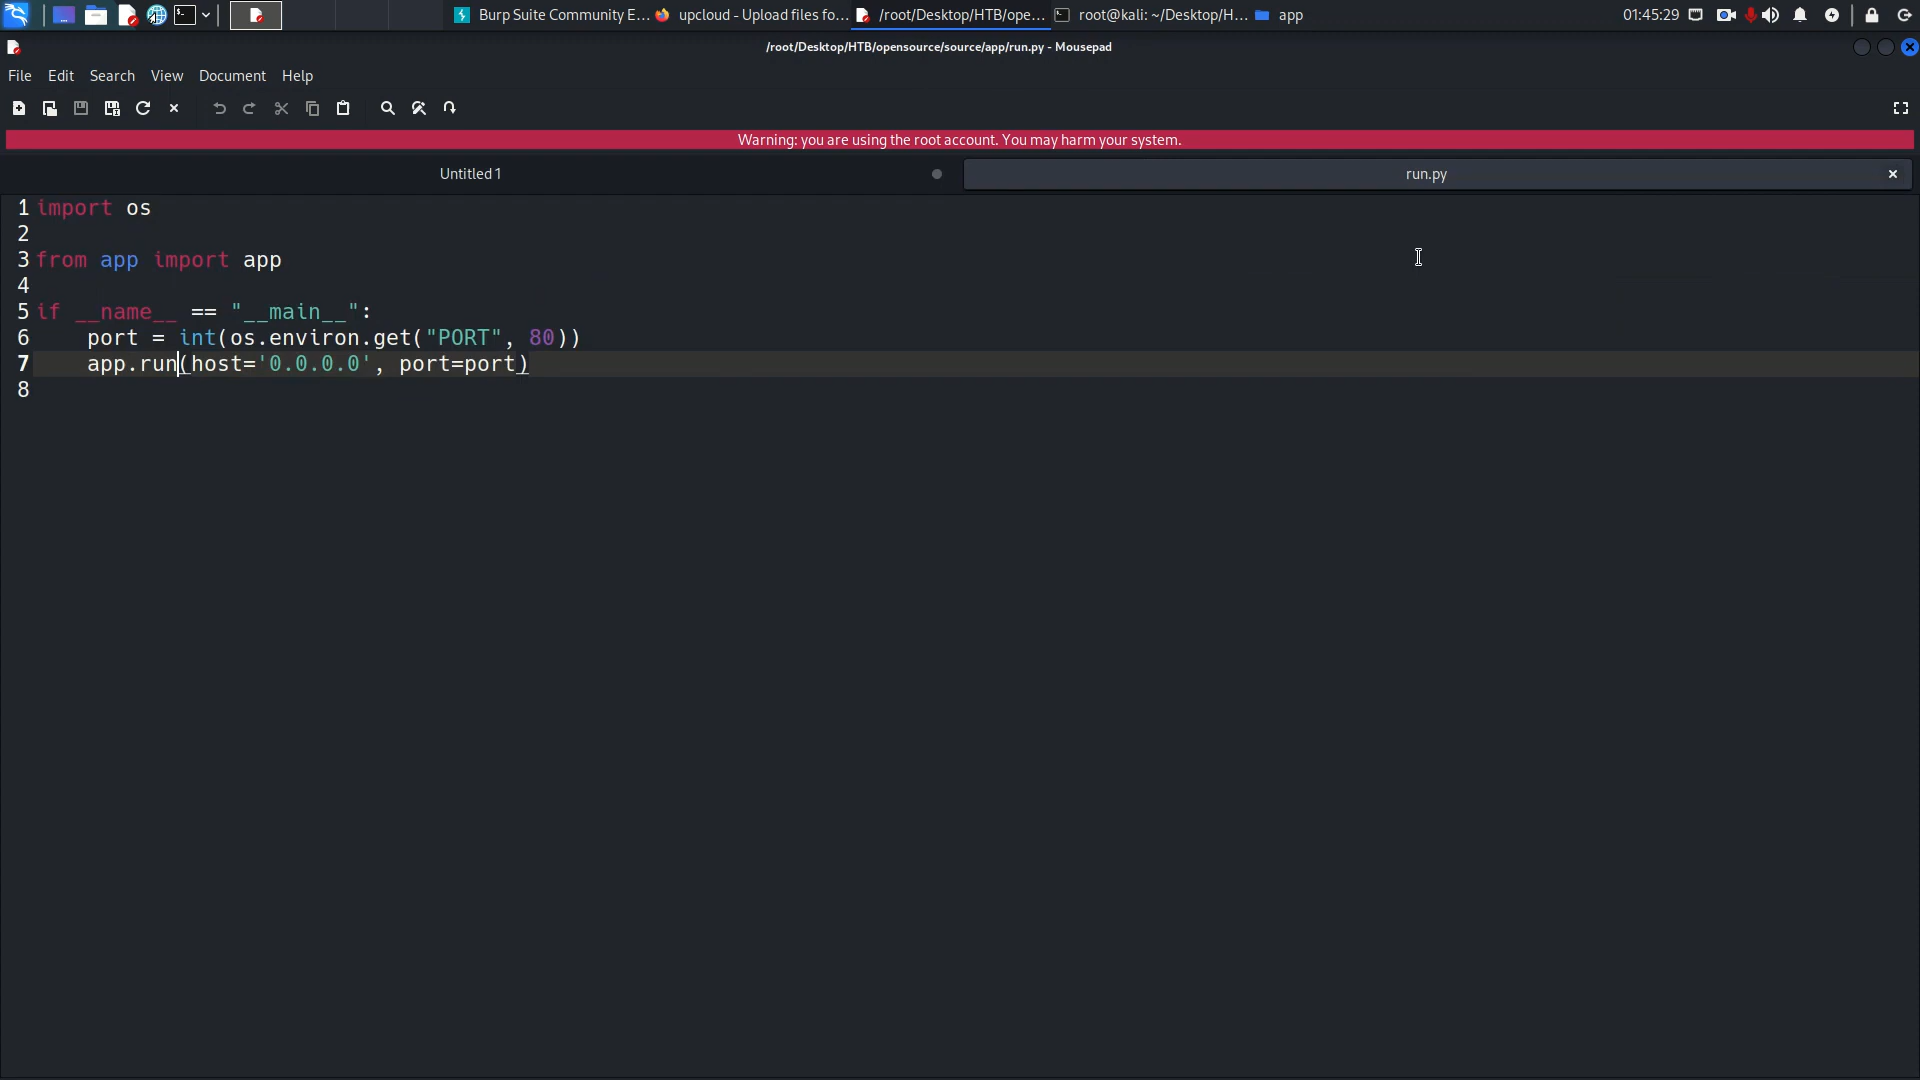 Burp Suite Community E... upcloud - Upload files fo... /root/Desktop/HTB/ope... root@kali: ~/Desktop/H... app 01:45:29
/root/Desktop/HTB/opensource/source/app/run.py - Mousepad
File Edit Search View Document Help
Warning: you are using the root account. You may harm your system.
Untitled 1 run.py
1 import os
2
3 from app import app
4
5 if __name__ == "__main__":
6     port = int(os.environ.get("PORT", 80))
7     app.run(host='0.0.0.0', port=port)
8